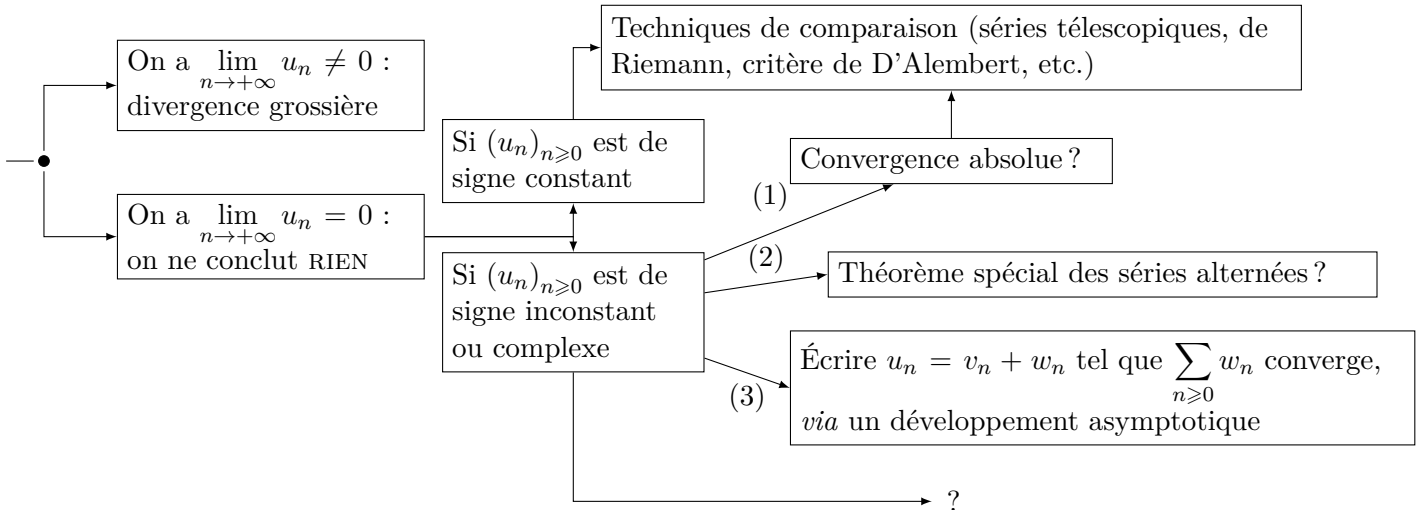 On a lim u_n ≠ 0 :
n→+∞
divergence grossière
On a lim u_n = 0 :
n→+∞
on ne conclut RIEN
Si (u_n)_{n⩾0} est de
signe constant
Si (u_n)_{n⩾0} est de
signe inconstant
ou complexe
Techniques de comparaison (séries télescopiques, de
Riemann, critère de D'Alembert, etc.)
Convergence absolue ?
(1)
(2)
Théorème spécial des séries alternées ?
(3)
Écrire u_n = v_n + w_n tel que ∑ w_n converge,
n⩾0
via un développement asymptotique
?